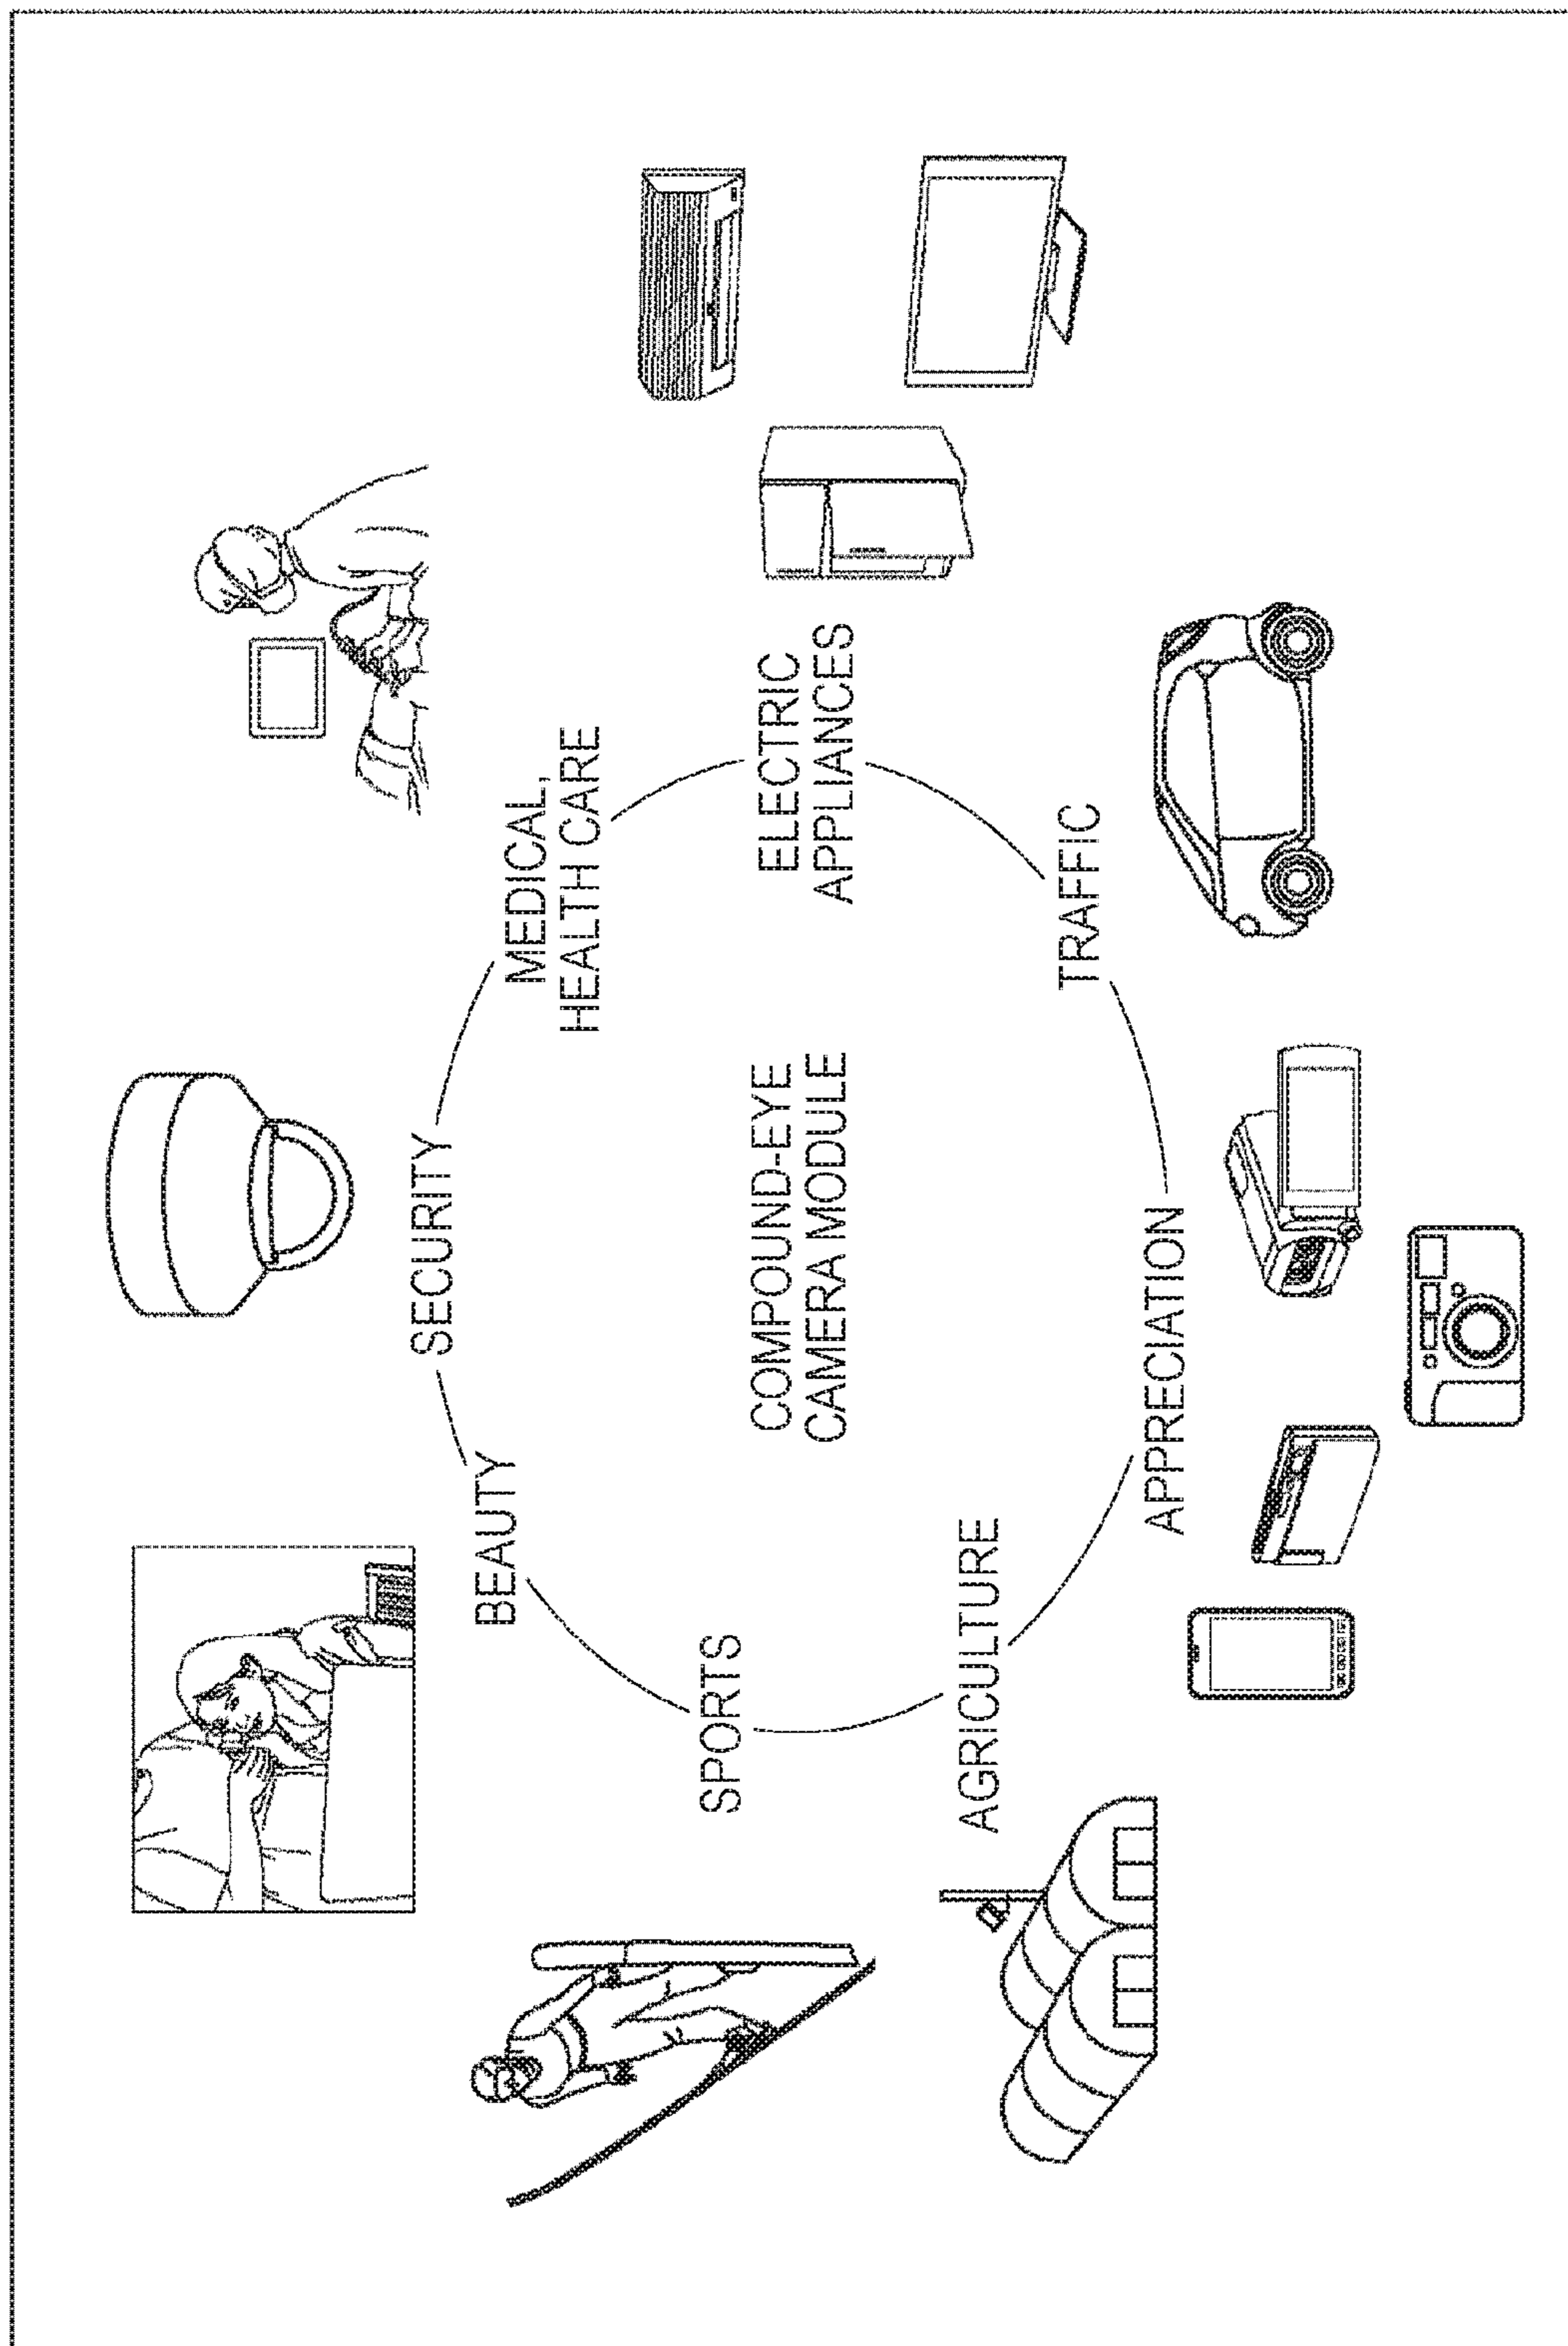 SECURITY
BEAUTY
MEDICAL,
HEALTH CARE
SPORTS
COMPOUND-EYE
CAMERA MODULE
ELECTRIC
APPLIANCES
AGRICULTURE
TRAFFIC
APPRECIATION